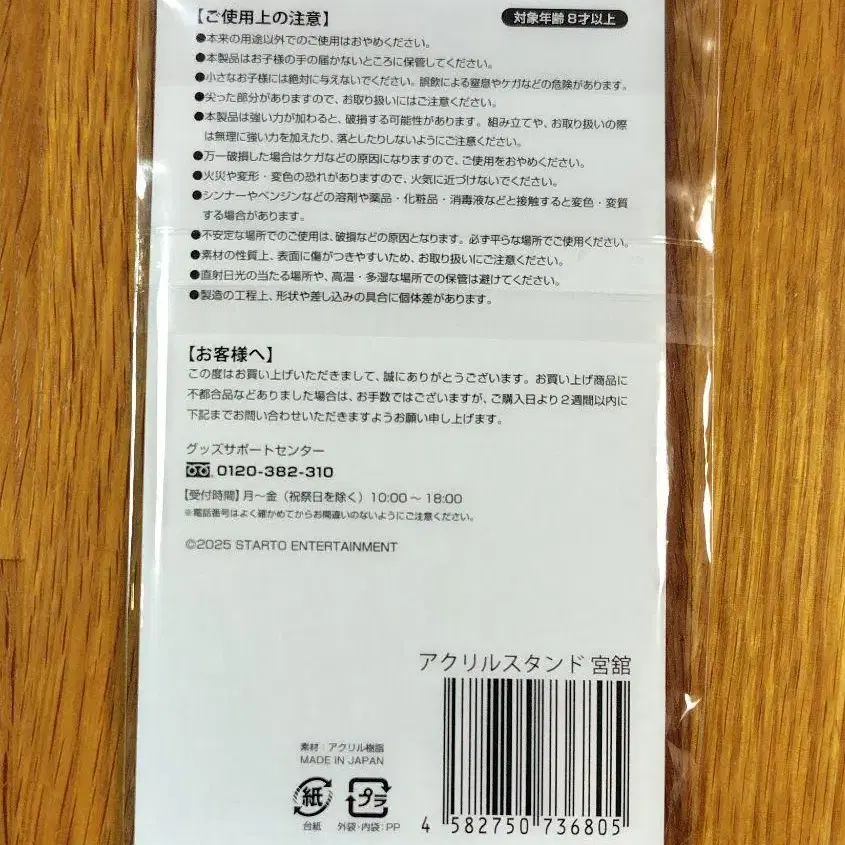 【ご使用上の注意】
対象年齢8才以上
●本来の用途以外でのご使用はおやめください。
●本製品はお子様の手の届かないところに保管してください。
●小さなお子様には絶対に与えないでください。誤飲による窒息やケガなどの危険があります。
●尖った部分がありますので、お取り扱いにはご注意ください。
●本製品は強い力が加わると、破損する可能性があります。組み立てや、お取り扱いの際
は無理に強い力を加えたり、落としたりしないようにご注意ください。
●万一破損した場合はケガなどの原因になりますので、ご使用をおやめください。
●火災や変形・変色の恐れがありますので、火気に近づけないでください。
●シンナーやベンジンなどの溶剤や薬品・化粧品・消毒液などと接触すると変色・変質
する場合があります。
●不安定な場所でのご使用は、破損などの原因となります。必ず平らな場所でご使用ください。
●素材の性質上、表面に傷がつきやすいため、お取り扱いにご注意ください。
●直射日光の当たる場所や、高温・多湿な場所での保管は避けてください。
●製造の工程上、形状や差し込みの具合に個体差があります。
【お客様へ】
この度はお買い上げいただきまして、誠にありがとうございます。お買い上げ商品に
不都合品などありました場合は、お手数ではございますが、ご購入日より2週間以内に
下記までお問い合わせいただきますようお願い申し上げます。
グッズサポートセンター
0120-382-310
【受付時間】月〜金（祝祭日を除く）10:00〜18:00
※電話番号はよく確かめてからお間違いのないようにご注意ください。
©2025 STARTO ENTERTAINMENT
アクリルスタンド 宮舘
素材：アクリル樹脂
MADE IN JAPAN
紙
プラ
台紙
外袋・内袋：PP
4 582750 736805